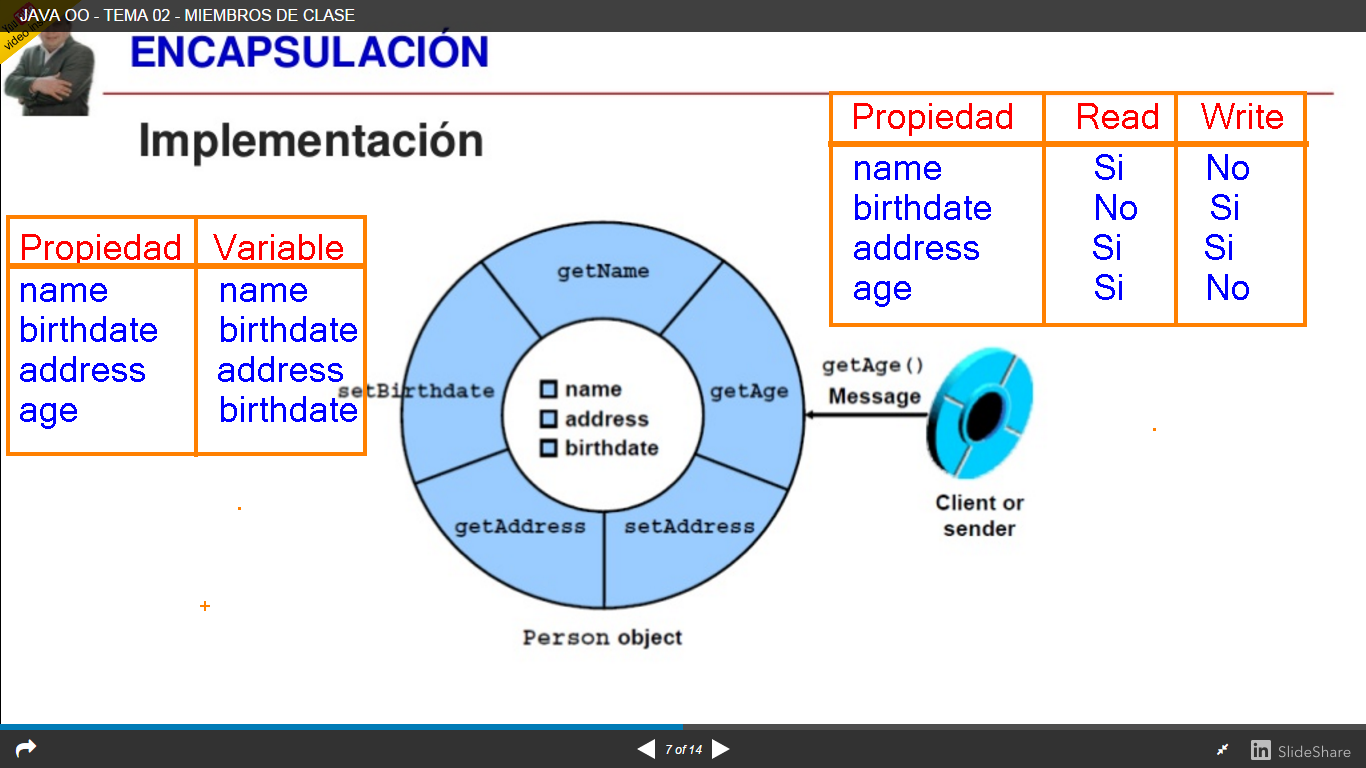 JAVA OO - TEMA 02 - MIEMBROS DE CLASE
ENCAPSULACIÓN
Implementación
Propiedad Read Write
name Si No
birthdate No Si
address Si Si
age Si No
Propiedad Variable
name name
birthdate birthdate
address address
age birthdate
getName
setBirthdate
getAge
getAddress
setAddress
name
address
birthdate
getAge()
Message
Client or
sender
Person object
7 of 14
in SlideShare